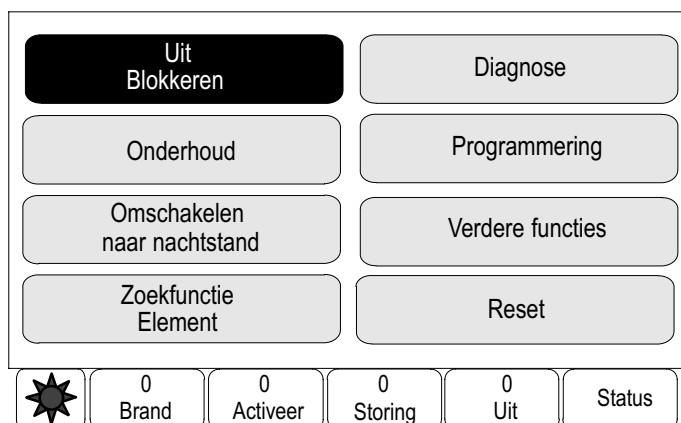 Uit
Blokkeren
Diagnose
Onderhoud
Programmering
Omschakelen
naar nachtstand
Verdere functies
Zoekfunctie
Element
Reset
0
Brand
0
Activeer
0
Storing
0
Uit
Status